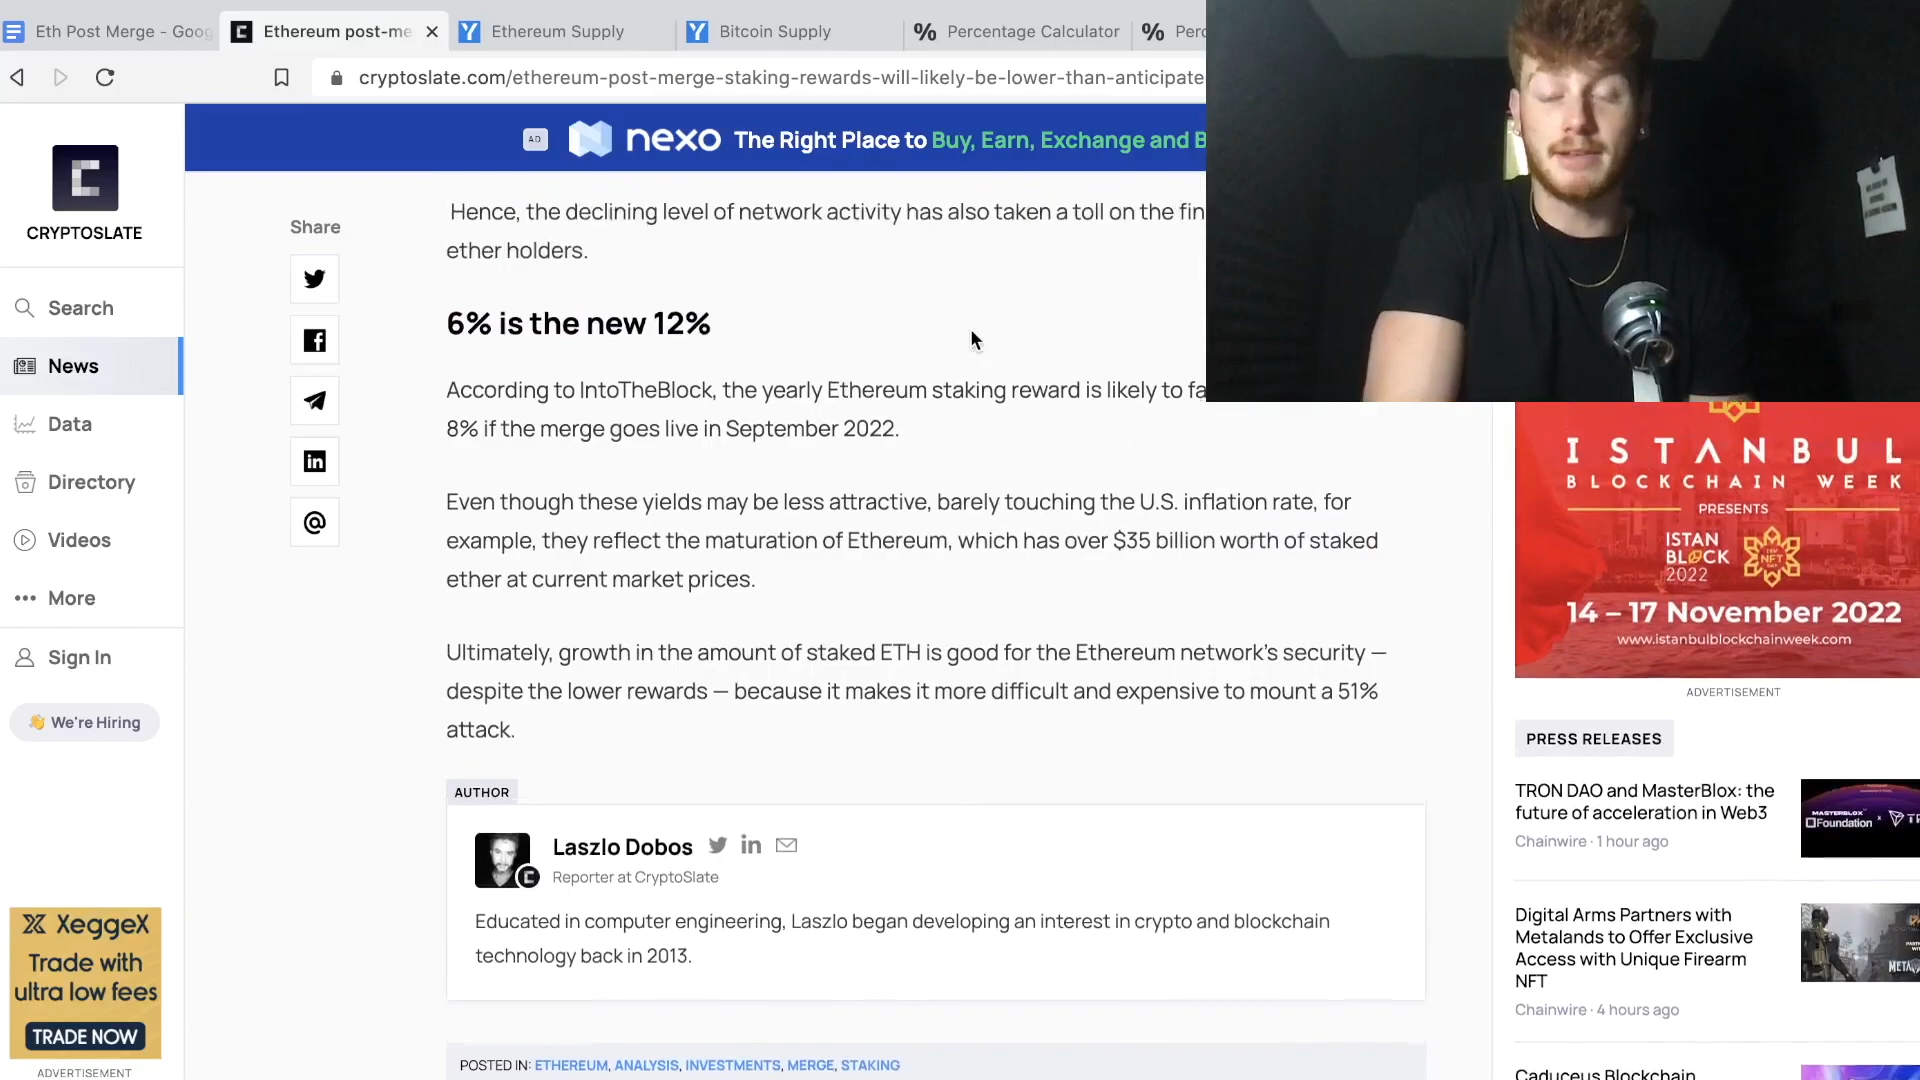 Eth Post Merge - Goog
Ethereum post-me
Ethereum Supply
Bitcoin Supply
% Percentage Calculator
%
cryptoslate.com/ethereum-post-merge-staking-rewards-will-likely-be-lower-than-anticipate
AD
nexo The Right Place to Buy, Earn, Exchange and B
CRYPTOSLATE
Search
News
Data
Directory
Videos
More
Sign In
We're Hiring
XeggeX
Trade with
ultra low fees
TRADE NOW
ADVERTISEMENT
Share
Hence, the declining level of network activity has also taken a toll on the fin
ether holders.
6% is the new 12%
According to IntoTheBlock, the yearly Ethereum staking reward is likely to fa
8% if the merge goes live in September 2022.
Even though these yields may be less attractive, barely touching the U.S. inflation rate, for
example, they reflect the maturation of Ethereum, which has over $35 billion worth of staked
ether at current market prices.
Ultimately, growth in the amount of staked ETH is good for the Ethereum network's security —
despite the lower rewards — because it makes it more difficult and expensive to mount a 51%
attack.
AUTHOR
Laszlo Dobos
Reporter at CryptoSlate
Educated in computer engineering, Laszlo began developing an interest in crypto and blockchain
technology back in 2013.
POSTED IN: ETHEREUM, ANALYSIS, INVESTMENTS, MERGE, STAKING
ISTANBUL
BLOCKCHAIN WEEK
PRESENTS
ISTAN
BLOCK
2022
14 – 17 November 2022
www.istanbulblockchainweek.com
ADVERTISEMENT
PRESS RELEASES
TRON DAO and MasterBlox: the
future of acceleration in Web3
Chainwire · 1 hour ago
MASTERBLOX
Foundation x
Digital Arms Partners with
Metalands to Offer Exclusive
Access with Unique Firearm
NFT
Chainwire · 4 hours ago
Caduceus Blockchain